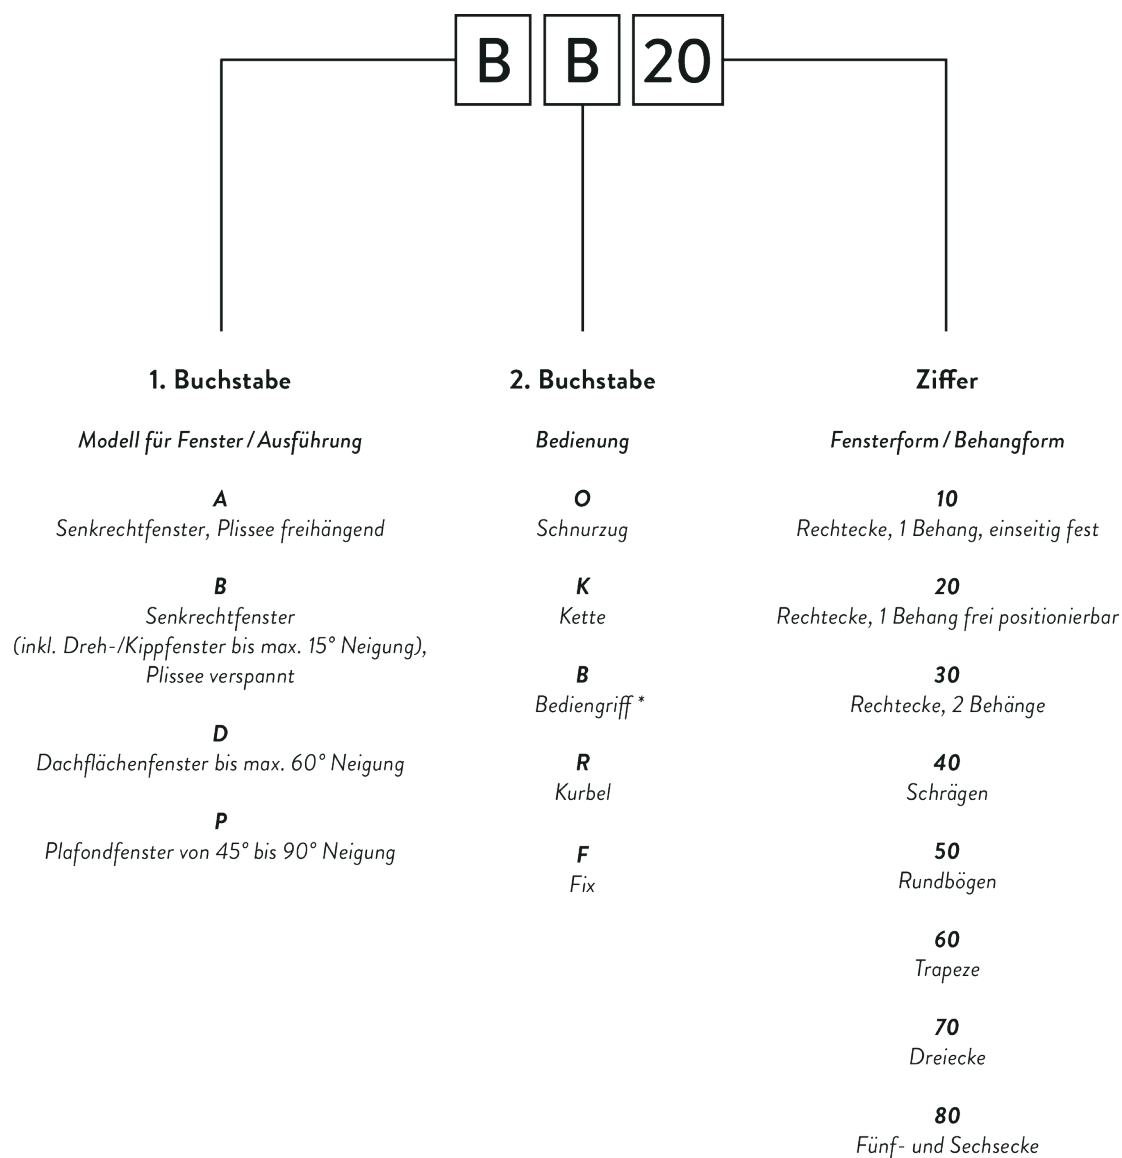 B B 20
1. Buchstabe
Modell für Fenster / Ausführung
A
Senkrechtfenster, Plissee freihängend
B
Senkrechtfenster
(inkl. Dreh-/Kippfenster bis max. 15° Neigung),
Plissee verspannt
D
Dachflächenfenster bis max. 60° Neigung
P
Plafondfenster von 45° bis 90° Neigung
2. Buchstabe
Bedienung
O
Schnurzug
K
Kette
B
Bediengriff *
R
Kurbel
F
Fix
Ziffer
Fensterform / Behangform
10
Rechtecke, 1 Behang, einseitig fest
20
Rechtecke, 1 Behang frei positionierbar
30
Rechtecke, 2 Behänge
40
Schrägen
50
Rundbögen
60
Trapeze
70
Dreiecke
80
Fünf- und Sechsecke